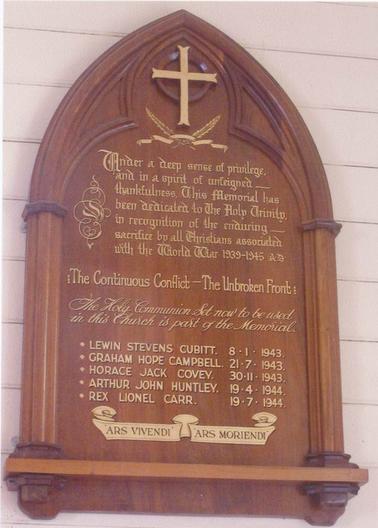 Under a deep sense of privilege,
and in a spirit of unfeigned —
thankfulness. This Memorial has
been dedicated to The Holy Trinity,
in recognition of the enduring —
sacrifice by all Christians associated
with the World War 1939-1945 A.D
The Continuous Conflict — The Unbroken Front
The Holy Communion Set now to be used
in this Church is part of the Memorial.
• LEWIN STEVENS CUBITT. 8·1·1943.
• GRAHAM HOPE CAMPBELL. 21·7·1943.
• HORACE JACK COVEY. 30·11·1943.
• ARTHUR JOHN HUNTLEY. 19·4·1944.
• REX LIONEL CARR. 19·7·1944.
"ARS VIVENDI" "ARS MORIENDI"